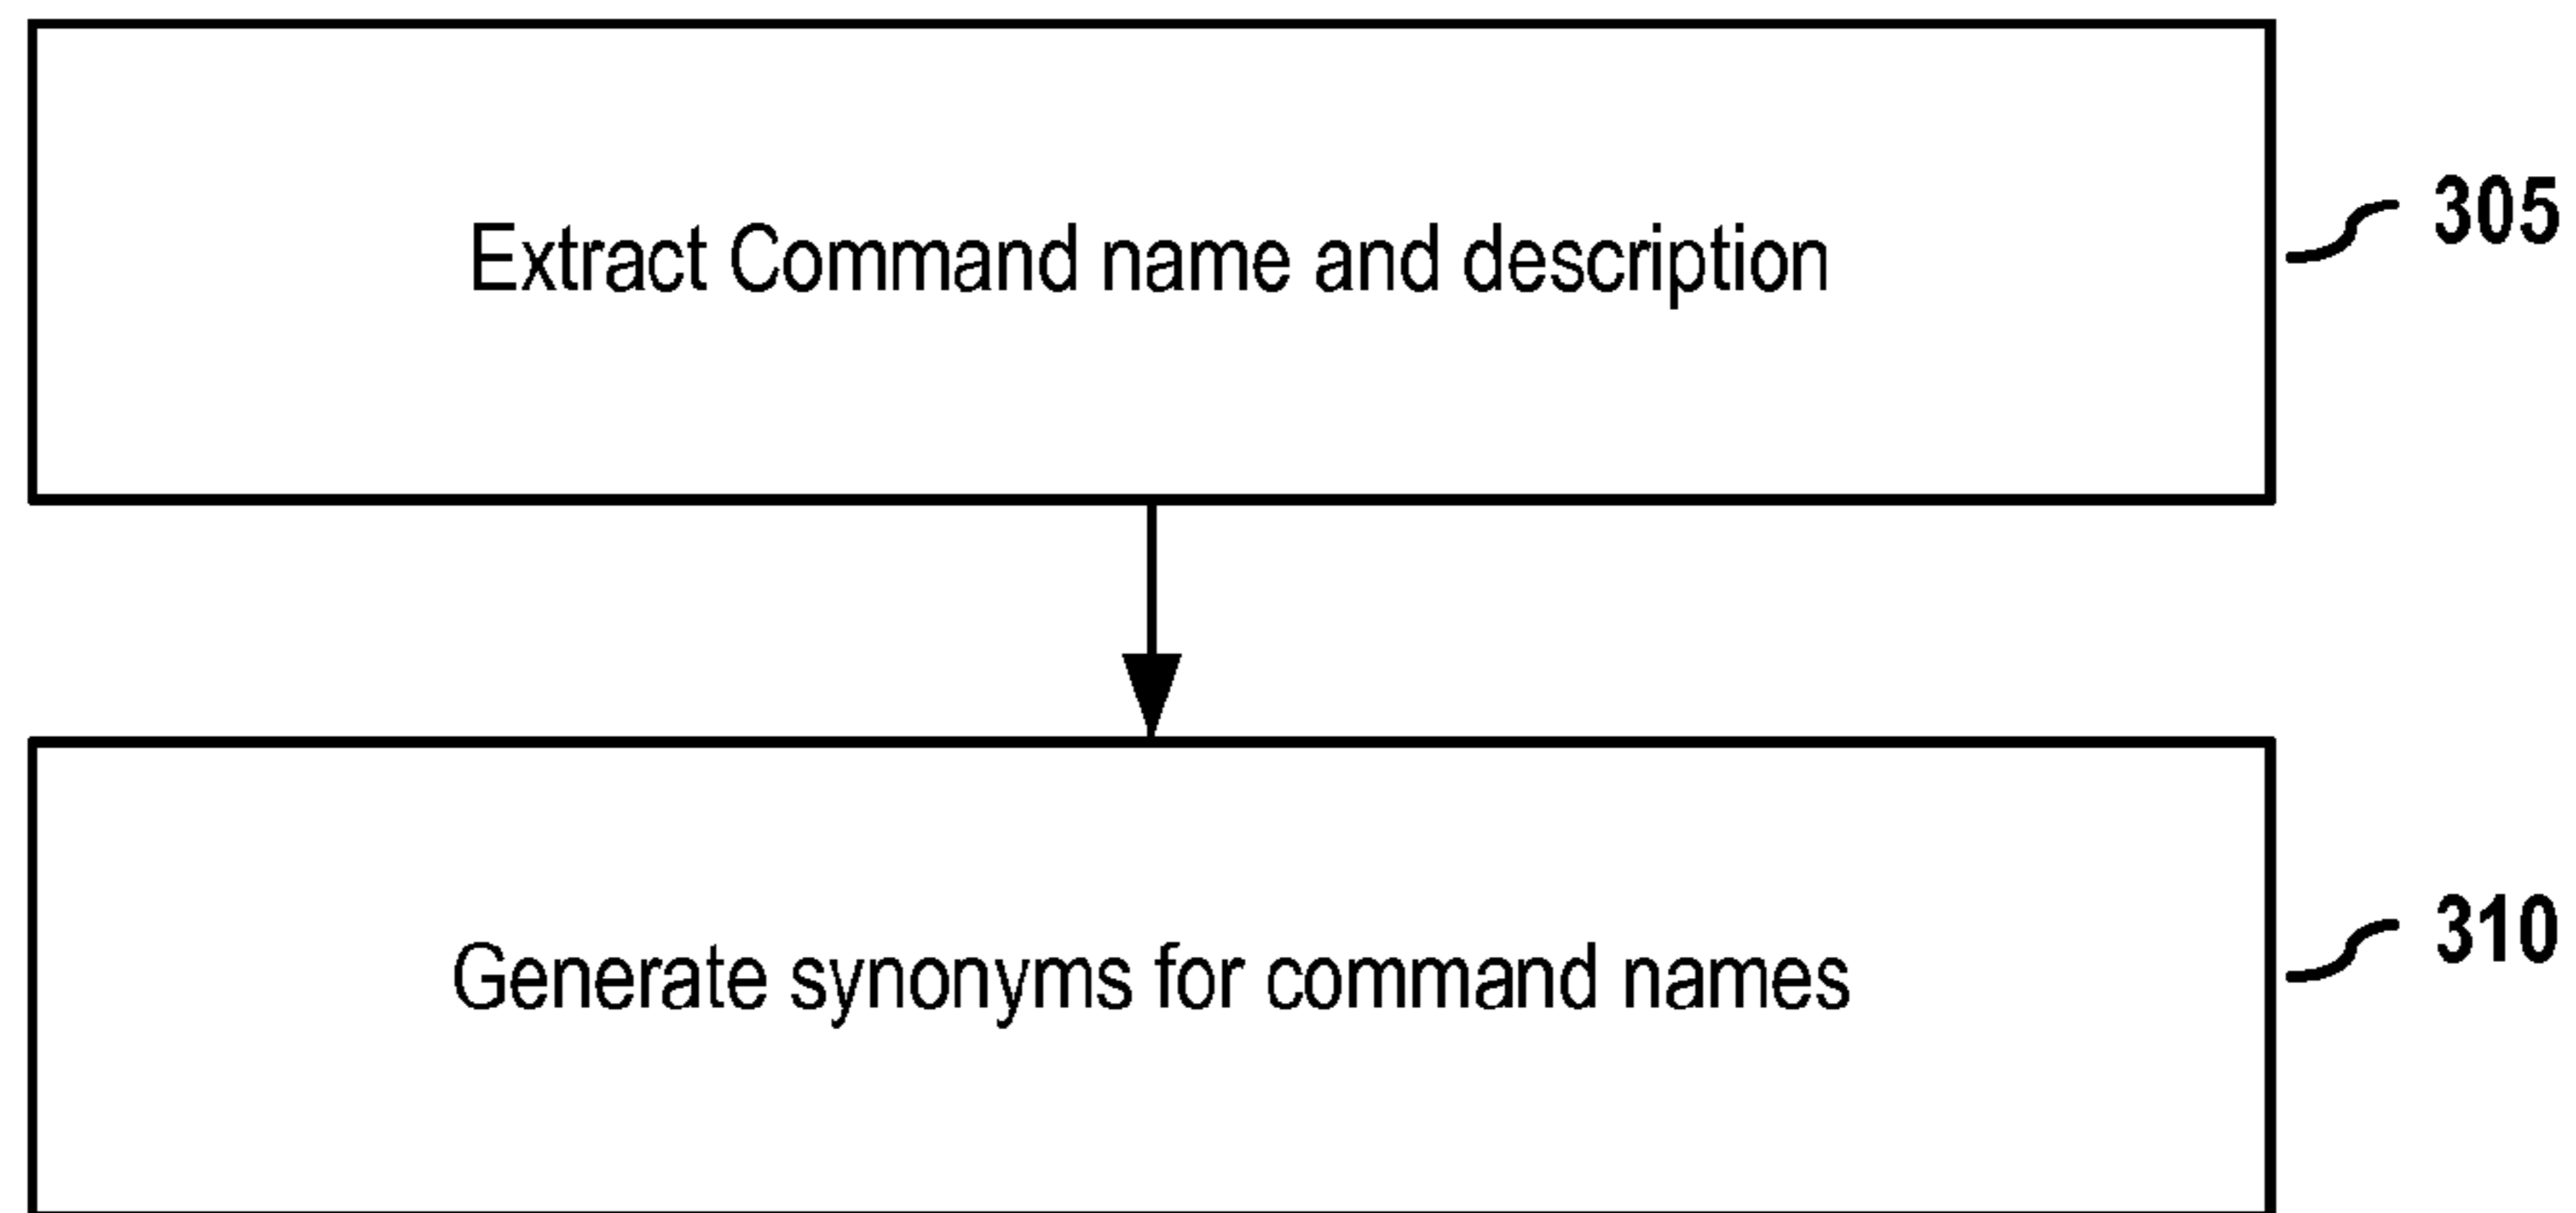 Extract Command name and description
305
Generate synonyms for command names
310